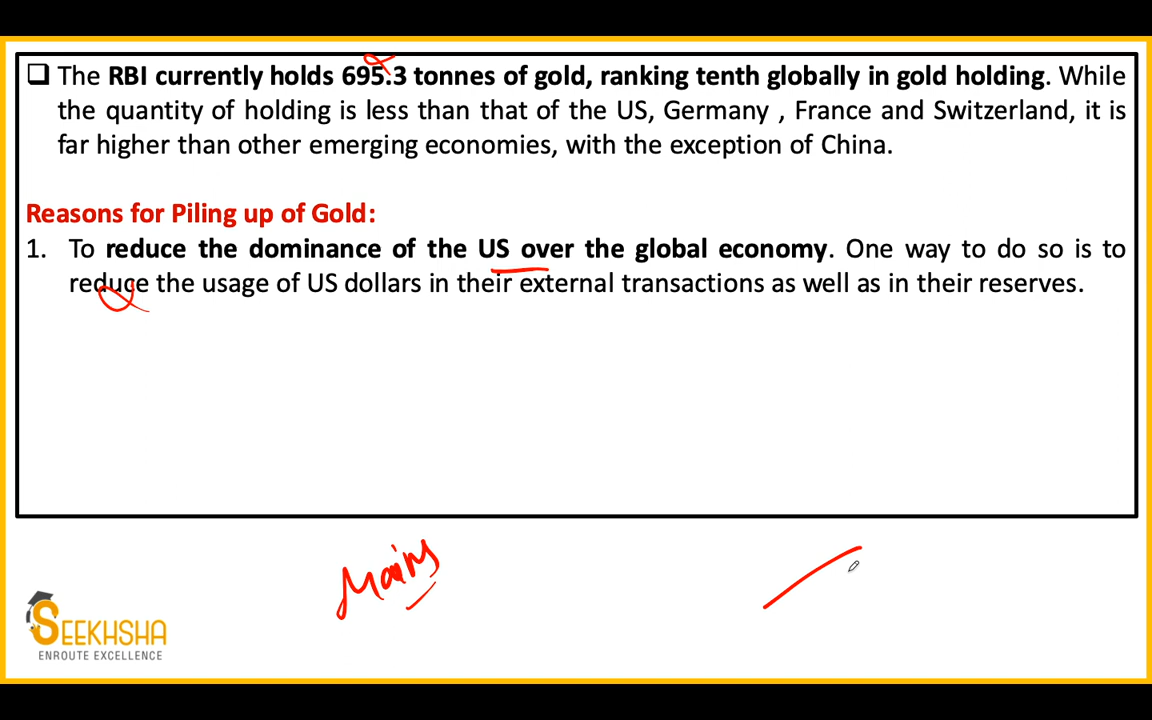 The RBI currently holds 695.3 tonnes of gold, ranking tenth globally in gold holding. While
the quantity of holding is less than that of the US, Germany , France and Switzerland, it is
far higher than other emerging economies, with the exception of China.
Reasons for Piling up of Gold:
1. To reduce the dominance of the US over the global economy. One way to do so is to
reduce the usage of US dollars in their external transactions as well as in their reserves.
Mains
SEEKHSHA
ENROUTE EXCELLENCE